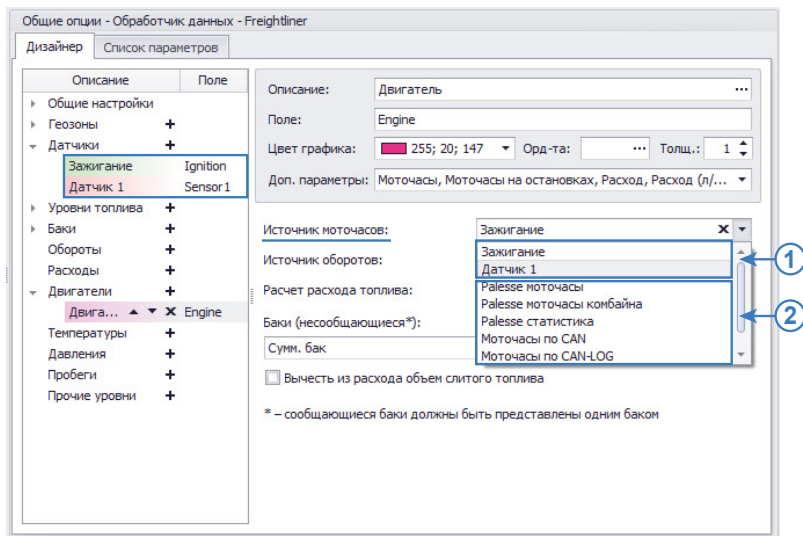 Общие опции - Обработчик данных - Freightliner
Дизайнер Список параметров
Описание Поле
Общие настройки
Геозоны +
Датчики +
Зажигание Ignition
Датчик 1 Sensor1
Уровни топлива +
Баки +
Обороты +
Расходы +
Двигатели +
Двига... Engine
Температуры +
Давления +
Пробеги +
Прочие уровни +
Описание: Двигатель ...
Поле: Engine
Цвет графика: 255; 20; 147 Орд-та: ... Толщ.: 1
Доп. параметры: Моточасы, Моточасы на остановках, Расход, Расход (л/...
Источник моточасов: Зажигание
Источник оборотов:
Расчет расхода топлива:
Баки (несообщающиеся*):
Сумм. бак
Зажигание
Датчик 1
Palesse моточасы
Palesse моточасы комбайна
Palesse статистика
Моточасы по CAN
Моточасы по CAN-LOG
1
2
Вычесть из расхода объем слитого топлива
* – сообщающиеся баки должны быть представлены одним баком